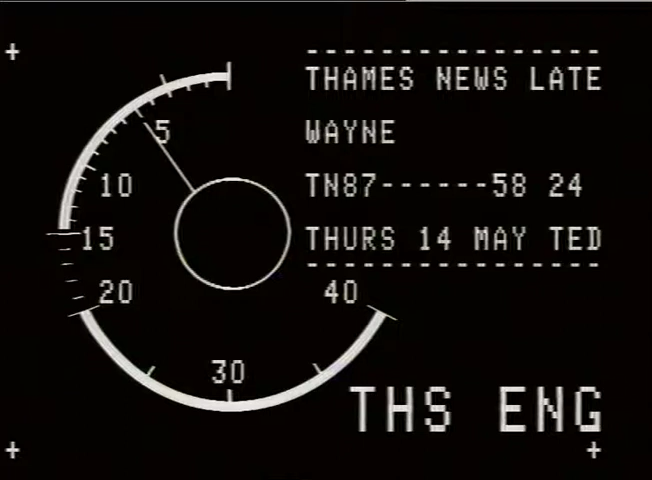 ----------------
THAMES NEWS LATE
WAYNE
TN87------58 24
THURS 14 MAY TED
----------------
5
10
15
20
40
30
THS ENG